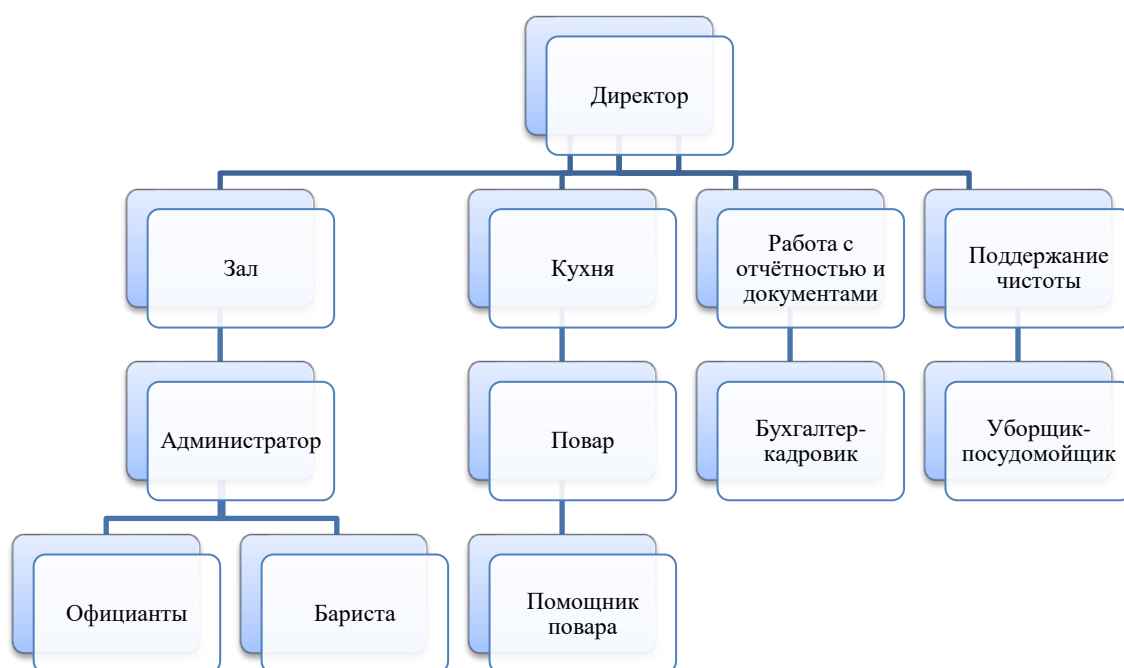 Директор
Зал
Кухня
Работа с
отчётностью и
документами
Поддержание
чистоты
Администратор
Повар
Бухгалтер-
кадровик
Уборщик-
посудомойщик
Официанты
Бариста
Помощник
повара